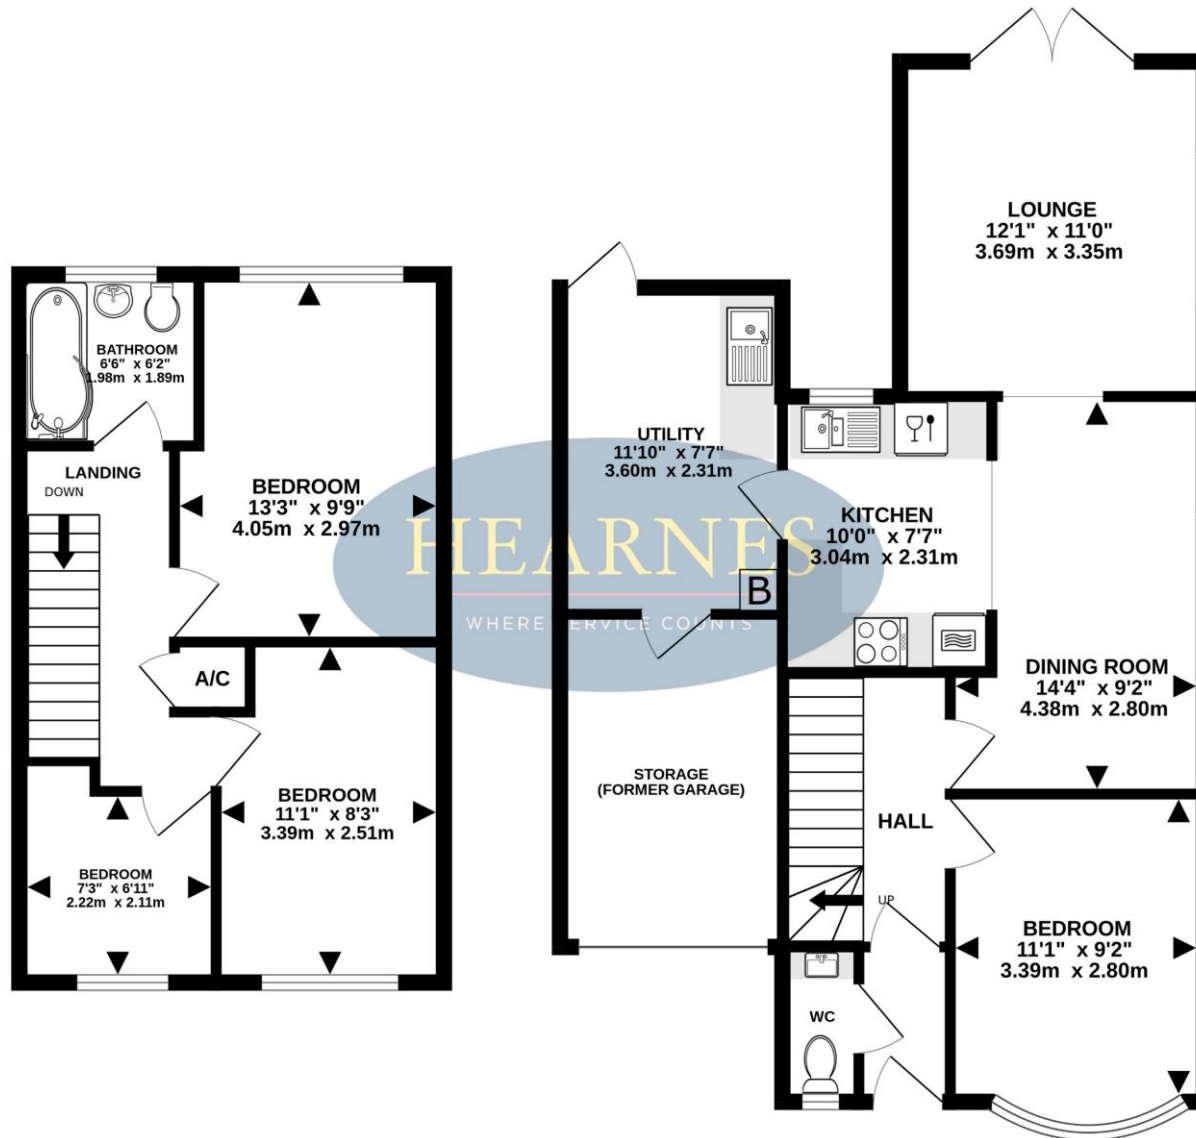 BATHROOM
6'6" x 6'2"
1.98m x 1.89m
LANDING
DOWN
BEDROOM
13'3" x 9'9"
4.05m x 2.97m
A/C
BEDROOM
11'1" x 8'3"
3.39m x 2.51m
BEDROOM
7'3" x 6'11"
2.22m x 2.11m
LOUNGE
12'1" x 11'0"
3.69m x 3.35m
UTILITY
11'10" x 7'7"
3.60m x 2.31m
KITCHEN
10'0" x 7'7"
3.04m x 2.31m
HEARNES
WHERE SERVICE COUNTS
B
DINING ROOM
14'4" x 9'2"
4.38m x 2.80m
STORAGE
(FORMER GARAGE)
HALL
UP
BEDROOM
11'1" x 9'2"
3.39m x 2.80m
WC